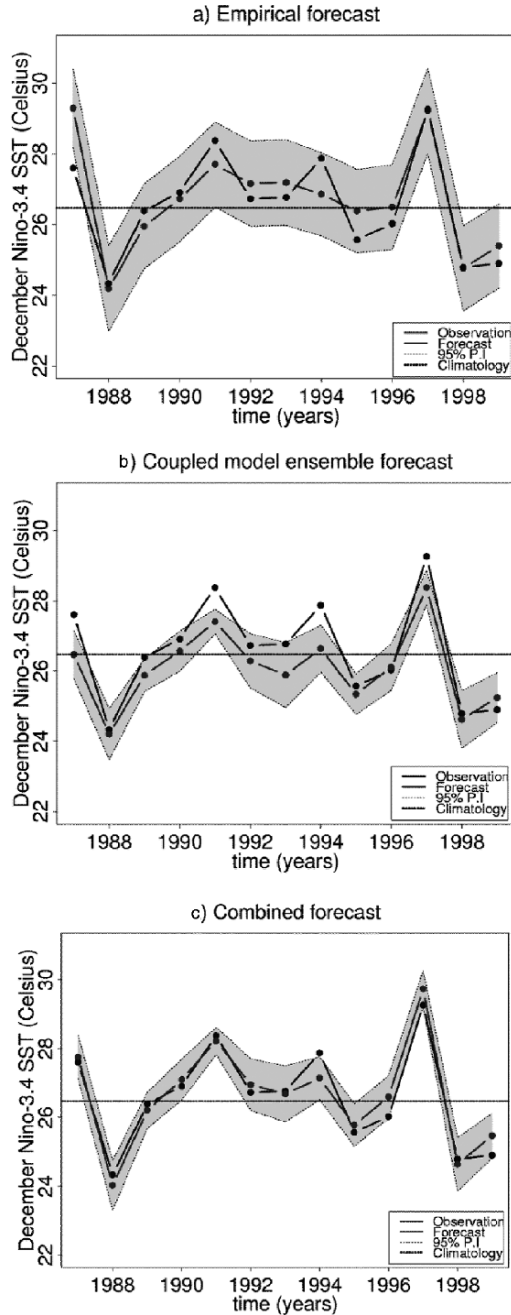 a) Empirical forecast
December Nino-3.4 SST (Celsius)
30
28
26
24
22
Observation
Forecast
95% P.I
Climatology
1988 1990 1992 1994 1996 1998
time (years)
b) Coupled model ensemble forecast
December Nino-3.4 SST (Celsius)
30
28
26
24
22
Observation
Forecast
95% P.I
Climatology
1988 1990 1992 1994 1996 1998
time (years)
c) Combined forecast
December Nino-3.4 SST (Celsius)
30
28
26
24
22
Observation
Forecast
95% P.I
Climatology
1988 1990 1992 1994 1996 1998
time (years)